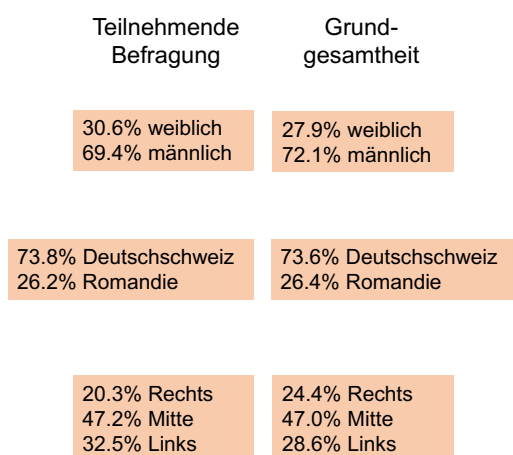 Teilnehmende
Befragung
Grund-
gesamtheit
30.6% weiblich
69.4% männlich
27.9% weiblich
72.1% männlich
73.8% Deutschschweiz
26.2% Romandie
73.6% Deutschschweiz
26.4% Romandie
20.3% Rechts
47.2% Mitte
32.5% Links
24.4% Rechts
47.0% Mitte
28.6% Links